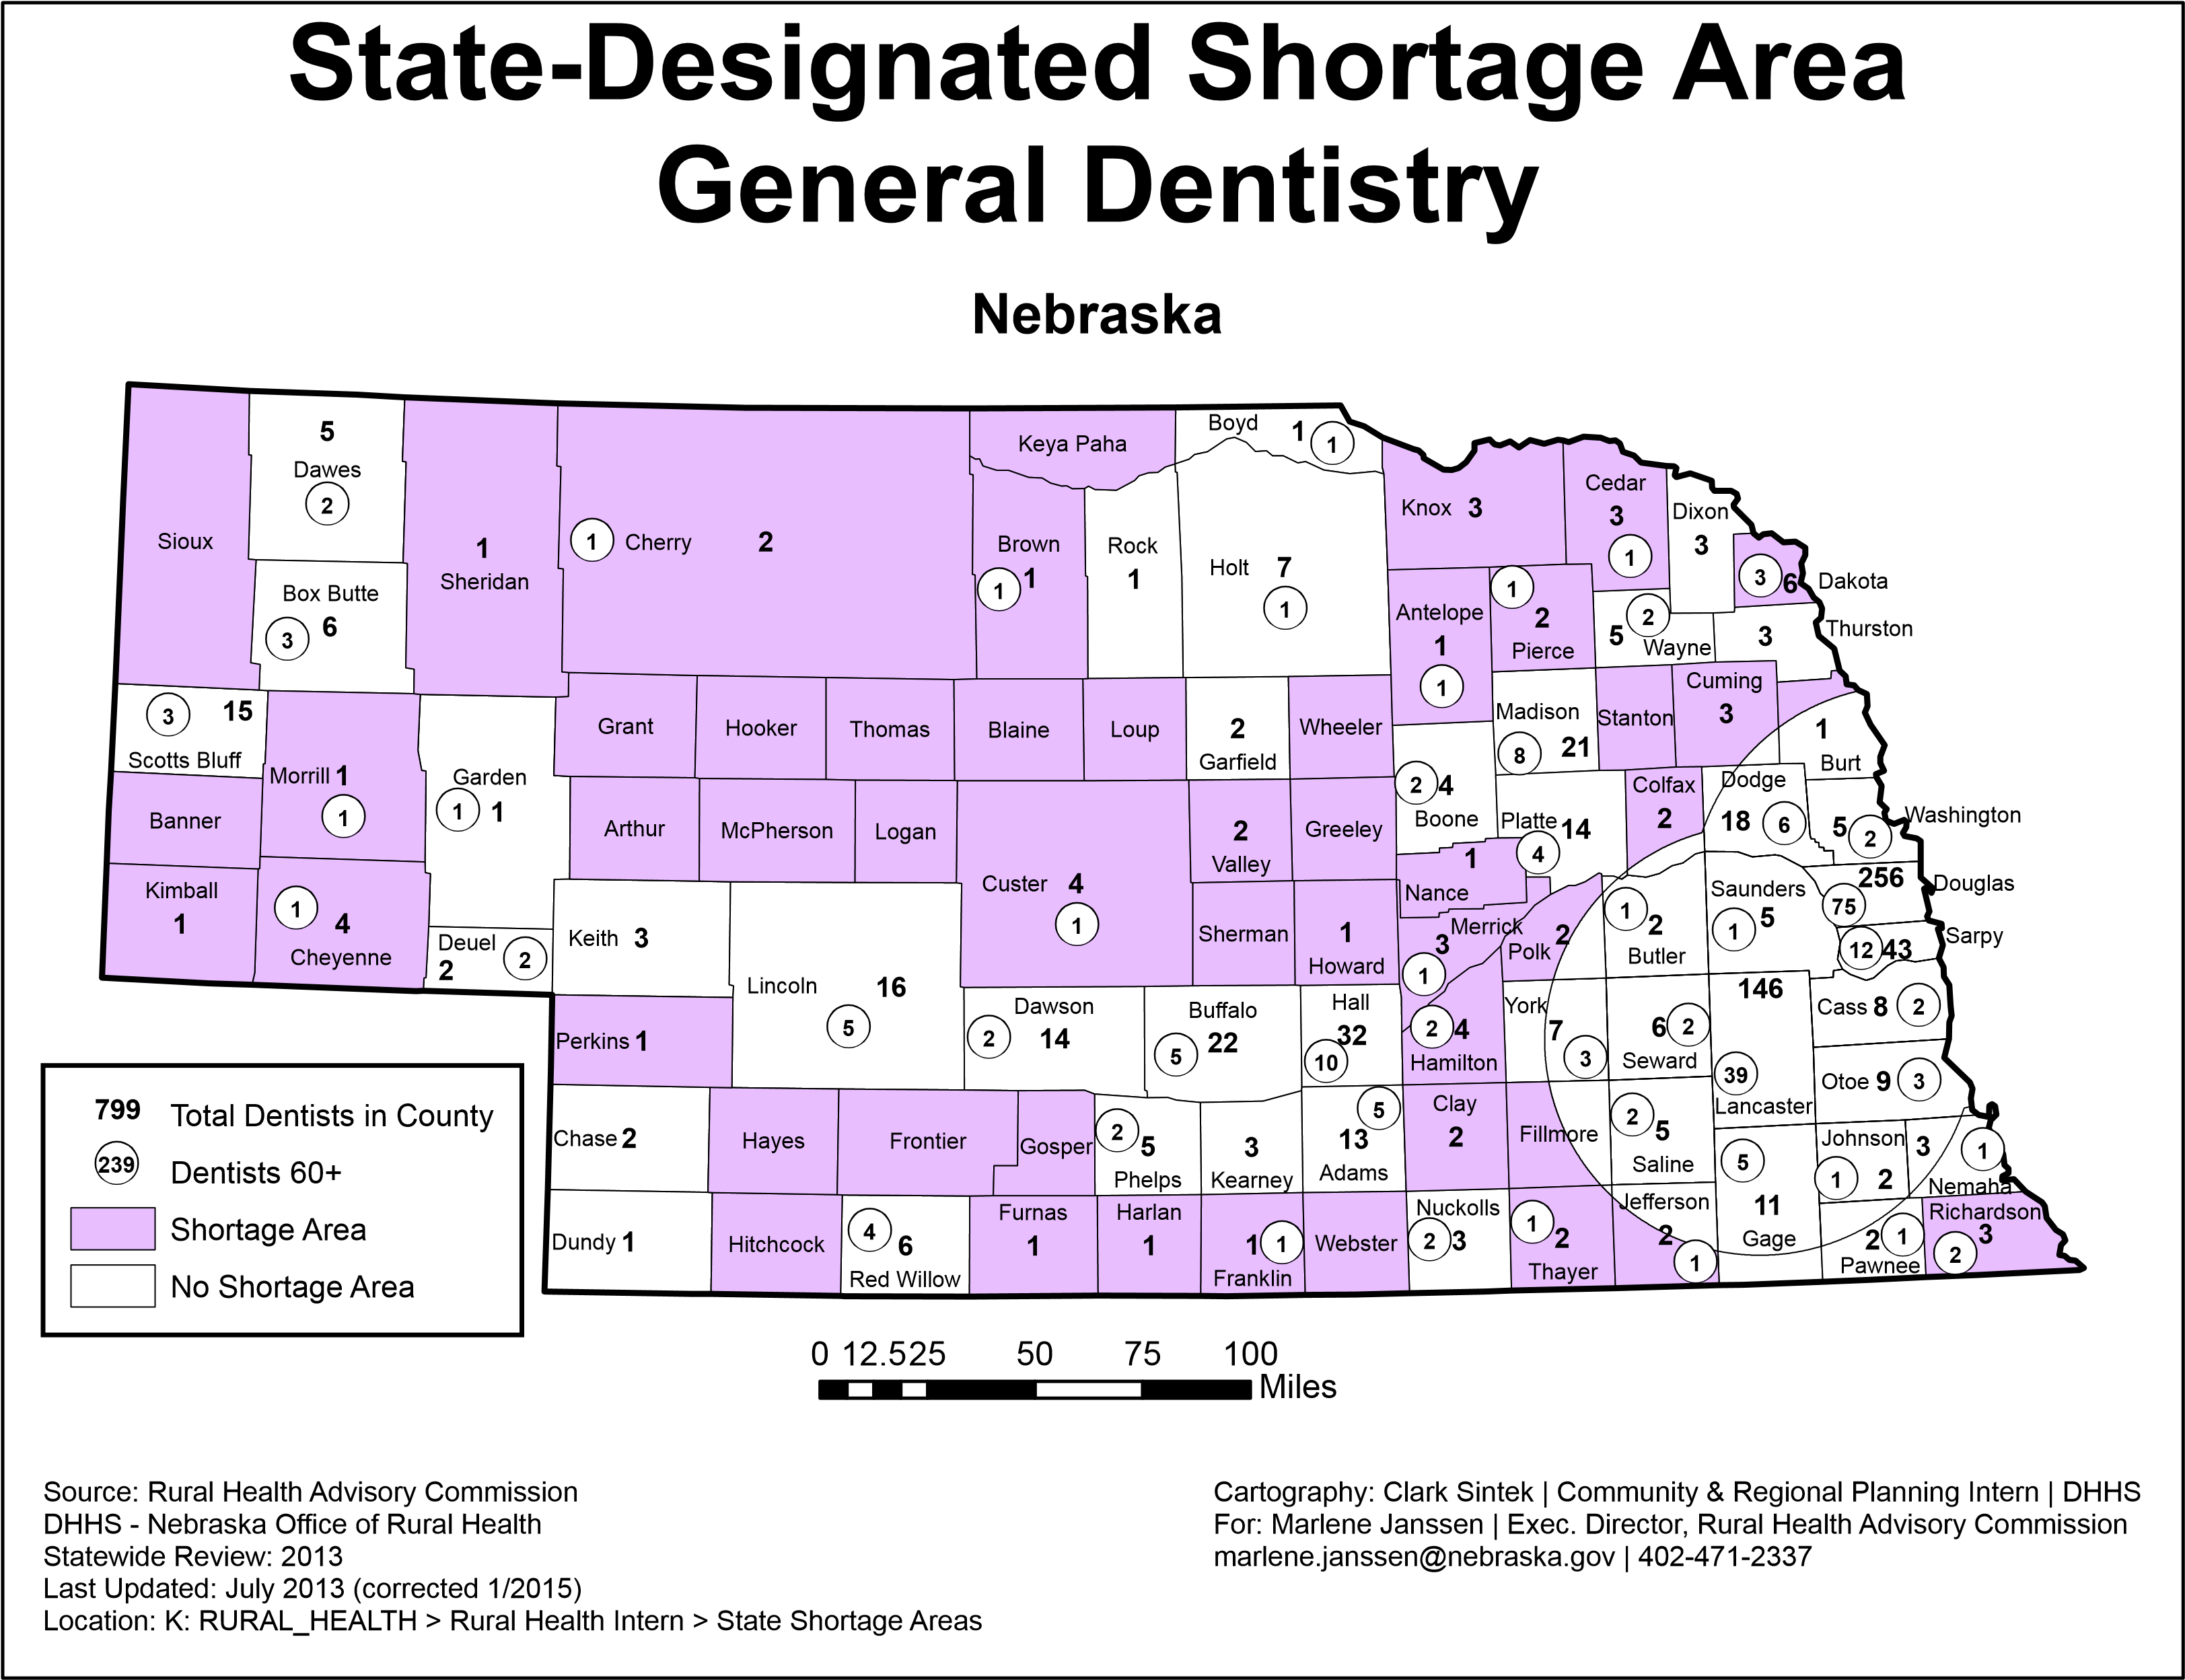 State-Designated Shortage Area
General Dentistry
Nebraska
5
Dawes
2
Sioux
1
Sheridan
1 Cherry 2
Keya Paha
Boyd 1 1
Brown
1 1
Rock
1
Holt 7
1
Knox 3
Cedar
3
1
Dixon
3
3 6 Dakota
Box Butte
3 6
Antelope
1
1
1
2
Pierce
2
5 Wayne
3 Thurston
3 15
Scotts Bluff
Morrill 1
1
Garden
1 1
Grant
Hooker
Thomas
Blaine
Loup
2
Garfield
Wheeler
Madison
8 21
Stanton
Cuming
3
1
Burt
Banner
Arthur
McPherson
Logan
2
Valley
Greeley
2 4
Boone
Platte 14
4
Colfax
2
Dodge
18 6
5 2 Washington
Kimball
1
1 4
Cheyenne
Deuel 2
2
Keith 3
Custer 4
1
Sherman
1
Howard
1
Nance
Merrick
3
1
Polk 2
1 2
Butler
Saunders
1 5
256 Douglas
75
12 43 Sarpy
Perkins 1
Lincoln 16
5
Dawson
2 14
Buffalo
5 22
Hall
32
10
2 4
Hamilton
York
7
3
6 2
Seward
146
39
Lancaster
Cass 8 2
Otoe 9 3
Chase 2
Hayes
Frontier
Gosper
2 5
Phelps
3
Kearney
5
13
Adams
Clay
2
Fillmore
2 5
Saline
5
11
Gage
Johnson
1 2
3 1
Nemaha
Dundy 1
Hitchcock
4 6
Red Willow
Furnas
1
Harlan
1
1 1
Franklin
Webster
Nuckolls
2 3
1 2
Thayer
Jefferson
2
1
2 1
Pawnee
Richardson
2 3
799 Total Dentists in County
239 Dentists 60+
Shortage Area
No Shortage Area
0 12.525 50 75 100
Miles
Source: Rural Health Advisory Commission
DHHS - Nebraska Office of Rural Health
Statewide Review: 2013
Last Updated: July 2013 (corrected 1/2015)
Location: K: RURAL_HEALTH > Rural Health Intern > State Shortage Areas
Cartography: Clark Sintek | Community & Regional Planning Intern | DHHS
For: Marlene Janssen | Exec. Director, Rural Health Advisory Commission
marlene.janssen@nebraska.gov | 402-471-2337